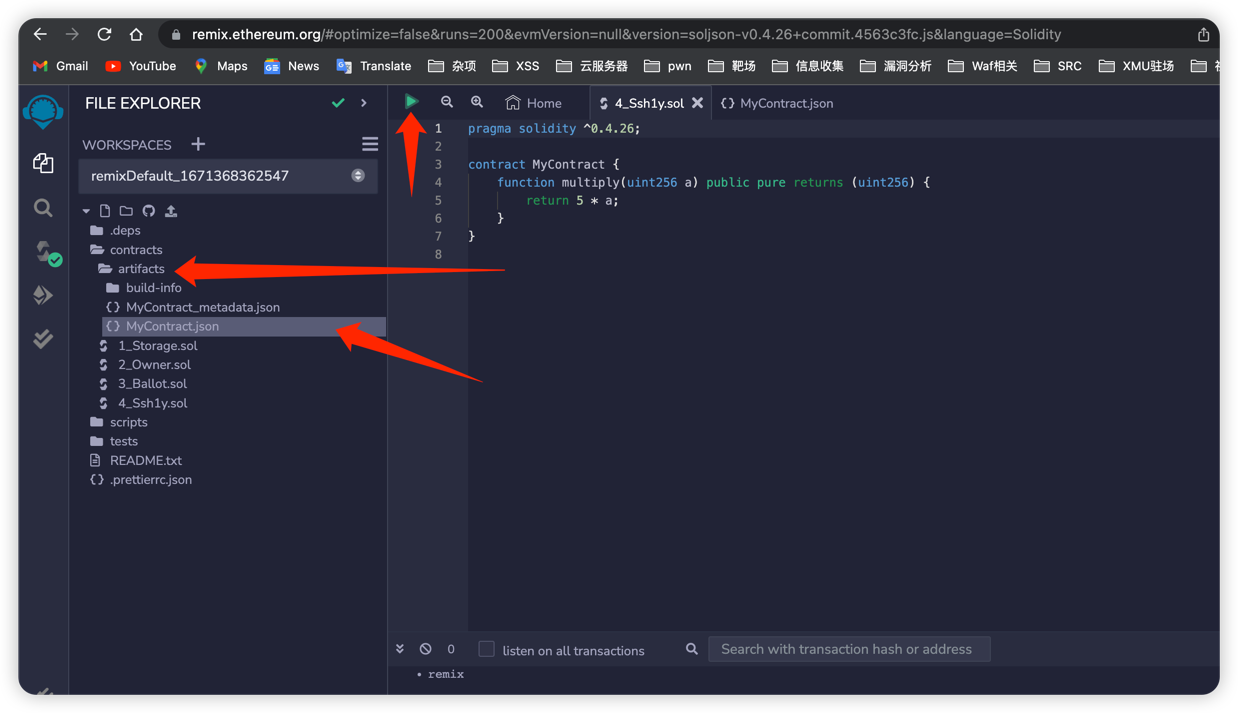 remix.ethereum.org/#optimize=false&runs=200&evmVersion=null&version=soljson-v0.4.26+commit.4563c3fc.js&language=Solidity
Gmail YouTube Maps News Translate 杂项 XSS 云服务器 pwn 靶场 信息收集 漏洞分析 Waf相关 SRC XMU驻场
FILE EXPLORER
Home 4_Ssh1y.sol {} MyContract.json
WORKSPACES +
remixDefault_1671368362547
.deps
contracts
artifacts
build-info
{} MyContract_metadata.json
{} MyContract.json
1_Storage.sol
2_Owner.sol
3_Ballot.sol
4_Ssh1y.sol
scripts
tests
README.txt
{} .prettierrc.json
1 pragma solidity ^0.4.26;
2
3 contract MyContract {
4 function multiply(uint256 a) public pure returns (uint256) {
5 return 5 * a;
6 }
7 }
8
0 listen on all transactions Search with transaction hash or address
• remix